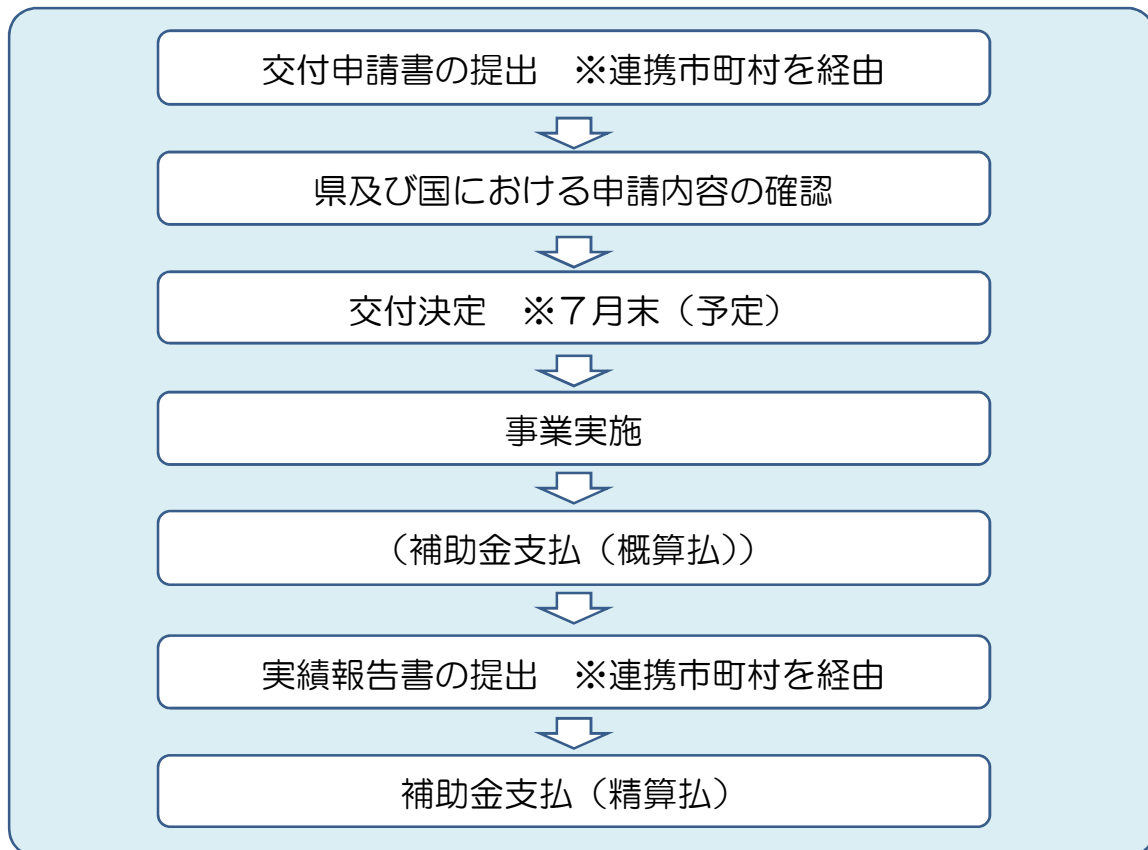 交付申請書の提出　※連携市町村を経由
県及び国における申請内容の確認
交付決定　※７月末（予定）
事業実施
（補助金支払（概算払））
実績報告書の提出　※連携市町村を経由
補助金支払（精算払）